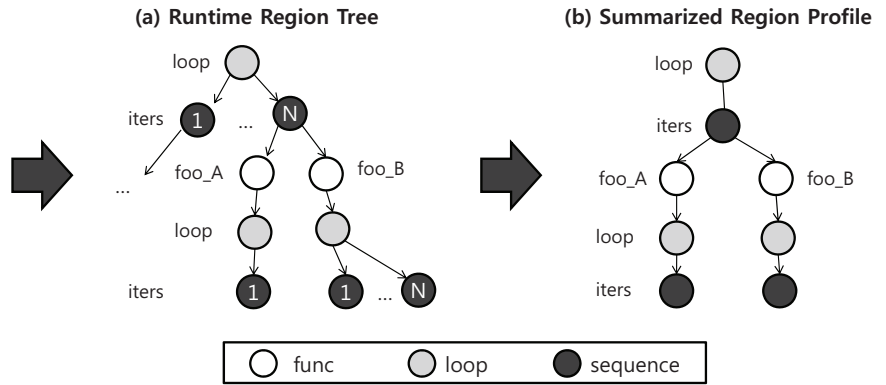 (a) Runtime Region Tree
loop
iters 1 ... N
... foo_A foo_B
loop
iters 1 1 ... N
(b) Summarized Region Profile
loop
iters
foo_A foo_B
loop
iters
func loop sequence